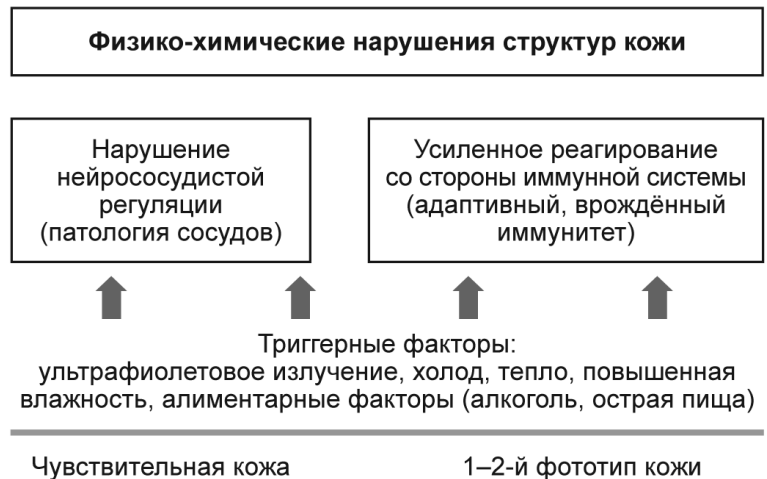 Физико-химические нарушения структур кожи
Нарушение
нейрососудистой
регуляции
(патология сосудов)
Усиленное реагирование
со стороны иммунной системы
(адаптивный, врождённый
иммунитет)
Триггерные факторы:
ультрафиолетовое излучение, холод, тепло, повышенная
влажность, алиментарные факторы (алкоголь, острая пища)
Чувствительная кожа
1–2-й фототип кожи